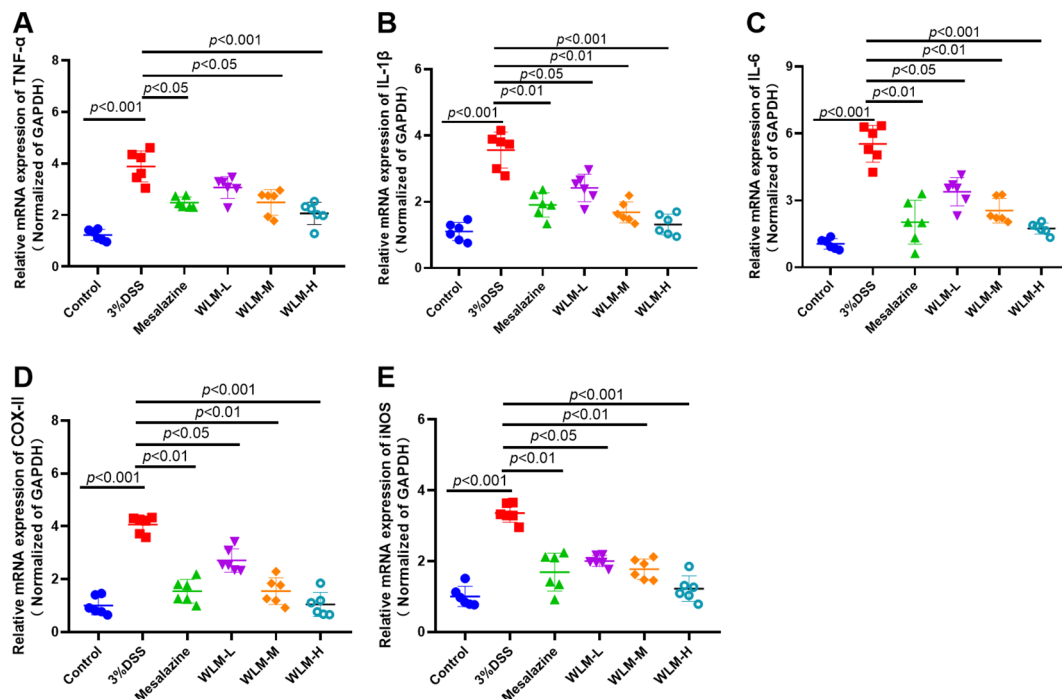 A
Relative mRNA expression of TNF-α
( Normalized of GAPDH)
8
6
4
2
0
p<0.001
p<0.05
p<0.05
p<0.001
Control
3%DSS
Mesalazine
WLM-L
WLM-M
WLM-H
B
Relative mRNA expression of IL-1β
( Normalized of GAPDH)
6
4
2
0
p<0.001
p<0.01
p<0.05
p<0.01
p<0.001
Control
3%DSS
Mesalazine
WLM-L
WLM-M
WLM-H
C
Relative mRNA expression of IL-6
( Normalized of GAPDH)
9
6
3
0
p<0.001
p<0.01
p<0.05
p<0.01
p<0.001
Control
3%DSS
Mesalazine
WLM-L
WLM-M
WLM-H
D
Relative mRNA expression of COX-II
( Normalized of GAPDH)
8
6
4
2
0
p<0.001
p<0.01
p<0.05
p<0.01
p<0.001
Control
3%DSS
Mesalazine
WLM-L
WLM-M
WLM-H
E
Relative mRNA expression of iNOS
( Normalized of GAPDH)
6
4
2
0
p<0.001
p<0.01
p<0.05
p<0.01
p<0.001
Control
3%DSS
Mesalazine
WLM-L
WLM-M
WLM-H